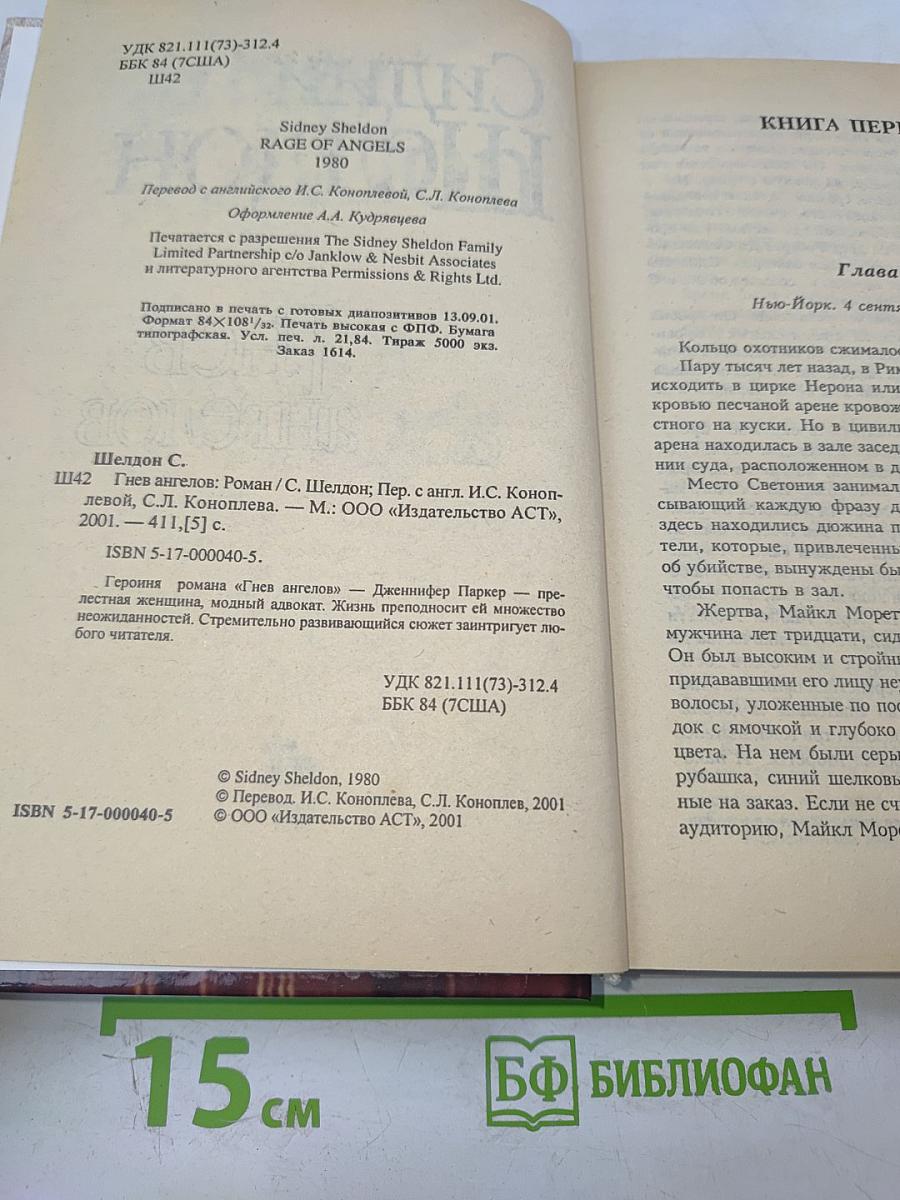 УДК 821.111(73)-312.4
ББК 84 (7США)
Ш42
Sidney Sheldon
RAGE OF ANGELS
1980
Перевод с английского И.С. Коноплевой, С.Л. Коноплева
Оформление А.А. Кудрявцева
Печатается с разрешения The Sidney Sheldon Family
Limited Partnership c/o Janklow & Nesbit Associates
и литературного агентства Permissions & Rights Ltd.
Подписано в печать с готовых диапозитивов 13.09.01.
Формат 84×108¹/₃₂. Печать высокая с ФПФ. Бумага
типографская. Усл. печ. л. 21,84. Тираж 5000 экз.
Заказ 1614.
Шелдон С.
Ш42 Гнев ангелов: Роман / С. Шелдон; Пер. с англ. И.С. Коноп-
левой, С.Л. Коноплева. — М.: ООО «Издательство АСТ»,
2001. — 411,[5] с.
ISBN 5-17-000040-5.
Героиня романа «Гнев ангелов» — Дженнифер Паркер — пре-
лестная женщина, модный адвокат. Жизнь преподносит ей множество
неожиданностей. Стремительно развивающийся сюжет заинтригует лю-
бого читателя.
УДК 821.111(73)-312.4
ББК 84 (7США)
© Sidney Sheldon, 1980
© Перевод. И.С. Коноплева, С.Л. Коноплев, 2001
ISBN 5-17-000040-5 © ООО «Издательство АСТ», 2001
КНИГА ПЕРВ
Глава
Нью-Йорк. 4 сентя
Кольцо охотников сжималос
Пару тысяч лет назад, в Рим
исходить в цирке Нерона или
кровью песчаной арене кровож
стного на куски. Но в цивили
арена находилась в зале засед
нии суда, расположенном в д
Место Светония занимал
сывающий каждую фразу д
здесь находились дюжина п
тели, которые, привлеченны
об убийстве, вынуждены бы
чтобы попасть в зал.
Жертва, Майкл Моретт
мужчина лет тридцати, сид
Он был высоким и стройны
придававшими его лицу неу
волосы, уложенные по пос
док с ямочкой и глубоко
цвета. На нем были серы
рубашка, синий шелковы
ные на заказ. Если не сч
аудиторию, Майкл Море
15 см
БФ БИБЛИОФАН